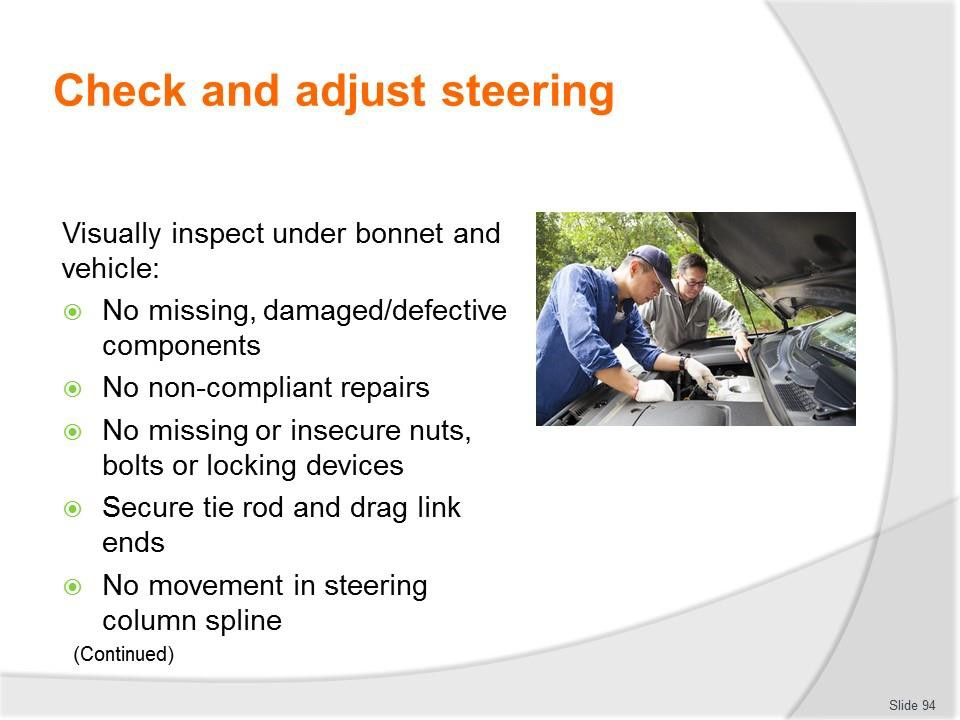 Check and adjust steering
Visually inspect under bonnet and
vehicle:
No missing, damaged/defective
components
No non-compliant repairs
No missing or insecure nuts,
bolts or locking devices
Secure tie rod and drag link
ends
No movement in steering
column spline
(Continued)
Slide 94